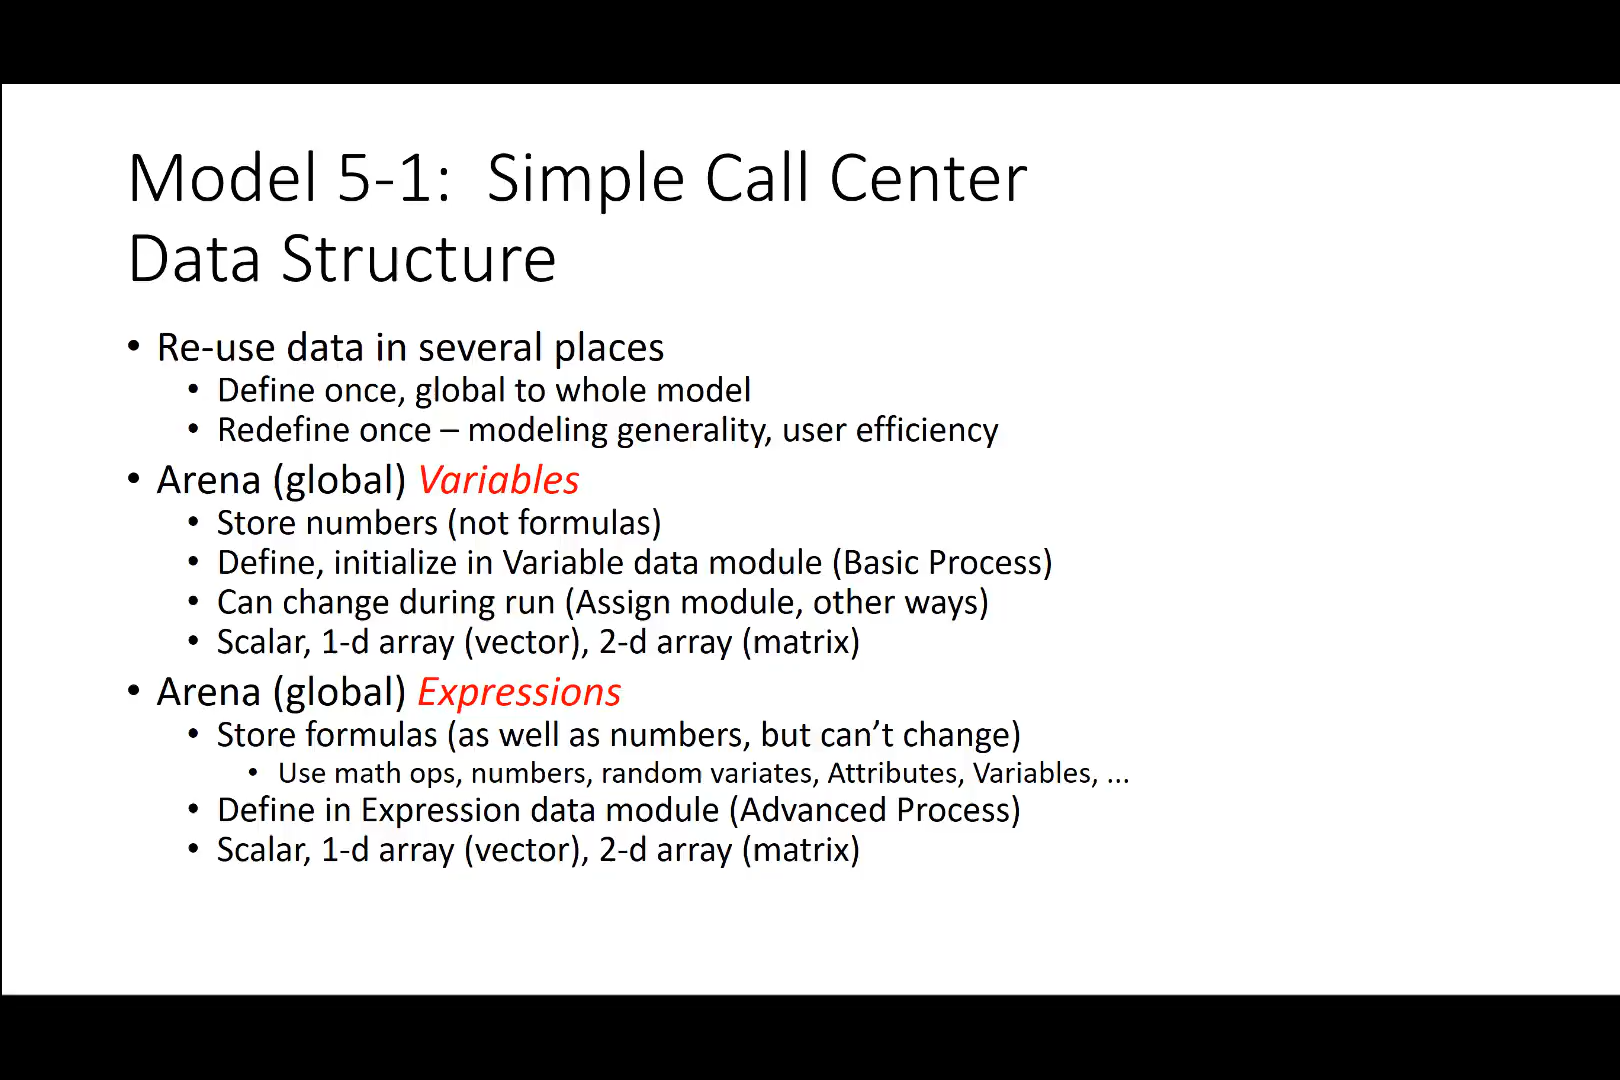 Model 5-1:  Simple Call Center
Data Structure
• Re-use data in several places
• Define once, global to whole model
• Redefine once – modeling generality, user efficiency
• Arena (global) Variables
• Store numbers (not formulas)
• Define, initialize in Variable data module (Basic Process)
• Can change during run (Assign module, other ways)
• Scalar, 1-d array (vector), 2-d array (matrix)
• Arena (global) Expressions
• Store formulas (as well as numbers, but can’t change)
• Use math ops, numbers, random variates, Attributes, Variables, ...
• Define in Expression data module (Advanced Process)
• Scalar, 1-d array (vector), 2-d array (matrix)